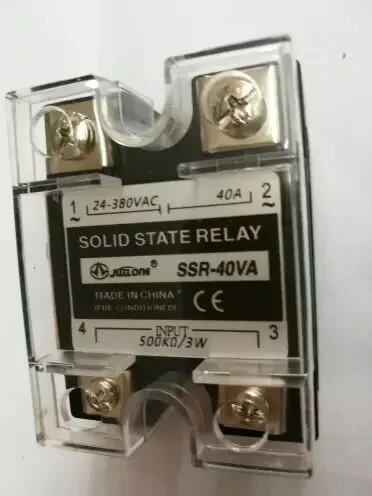 1 24-380VAC 40A 2
~ ~
SOLID STATE RELAY
JUELONE SSR-40VA
MADE IN CHINA CE
4 INPUT 3
500KΩ/3W